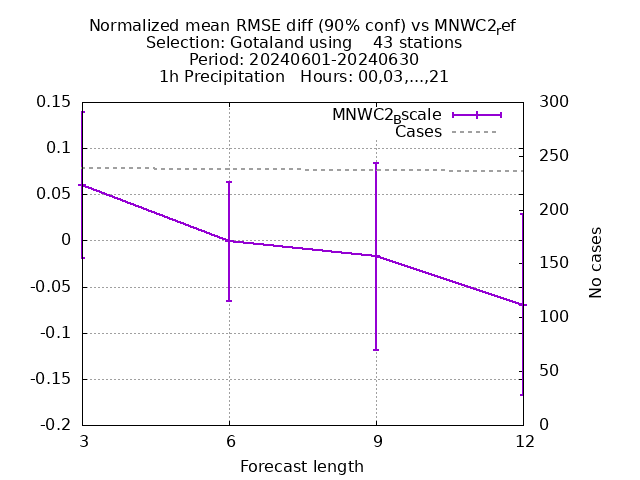 Normalized mean RMSE diff (90% conf) vs MNWC2ref
Selection: Gotaland using 43 stations
Period: 20240601-20240630
1h Precipitation Hours: 00,03,...,21
MNWC2Bscale
Cases
0.15
0.1
0.05
0
-0.05
-0.1
-0.15
-0.2
300
250
200
150
100
50
0
No cases
3 6 9 12
Forecast length